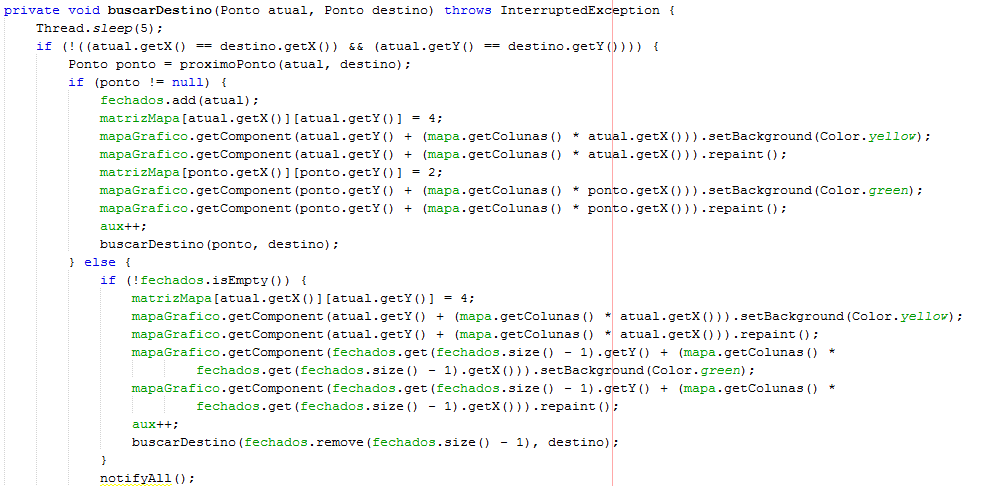 private void buscarDestino(Ponto atual, Ponto destino) throws InterruptedException {
    Thread.sleep(5);
    if (!((atual.getX() == destino.getX()) && (atual.getY() == destino.getY()))) {
        Ponto ponto = proximoPonto(atual, destino);
        if (ponto != null) {
            fechados.add(atual);
            matrizMapa[atual.getX()][atual.getY()] = 4;
            mapaGrafico.getComponent(atual.getY() + (mapa.getColunas() * atual.getX())).setBackground(Color.yellow);
            mapaGrafico.getComponent(atual.getY() + (mapa.getColunas() * atual.getX())).repaint();
            matrizMapa[ponto.getX()][ponto.getY()] = 2;
            mapaGrafico.getComponent(ponto.getY() + (mapa.getColunas() * ponto.getX())).setBackground(Color.green);
            mapaGrafico.getComponent(ponto.getY() + (mapa.getColunas() * ponto.getX())).repaint();
            aux++;
            buscarDestino(ponto, destino);
        } else {
            if (!fechados.isEmpty()) {
                matrizMapa[atual.getX()][atual.getY()] = 4;
                mapaGrafico.getComponent(atual.getY() + (mapa.getColunas() * atual.getX())).setBackground(Color.yellow);
                mapaGrafico.getComponent(atual.getY() + (mapa.getColunas() * atual.getX())).repaint();
                mapaGrafico.getComponent(fechados.get(fechados.size() - 1).getY() + (mapa.getColunas() *
                        fechados.get(fechados.size() - 1).getX())).setBackground(Color.green);
                mapaGrafico.getComponent(fechados.get(fechados.size() - 1).getY() + (mapa.getColunas() *
                        fechados.get(fechados.size() - 1).getX())).repaint();
                aux++;
                buscarDestino(fechados.remove(fechados.size() - 1), destino);
            }
            notifyAll();